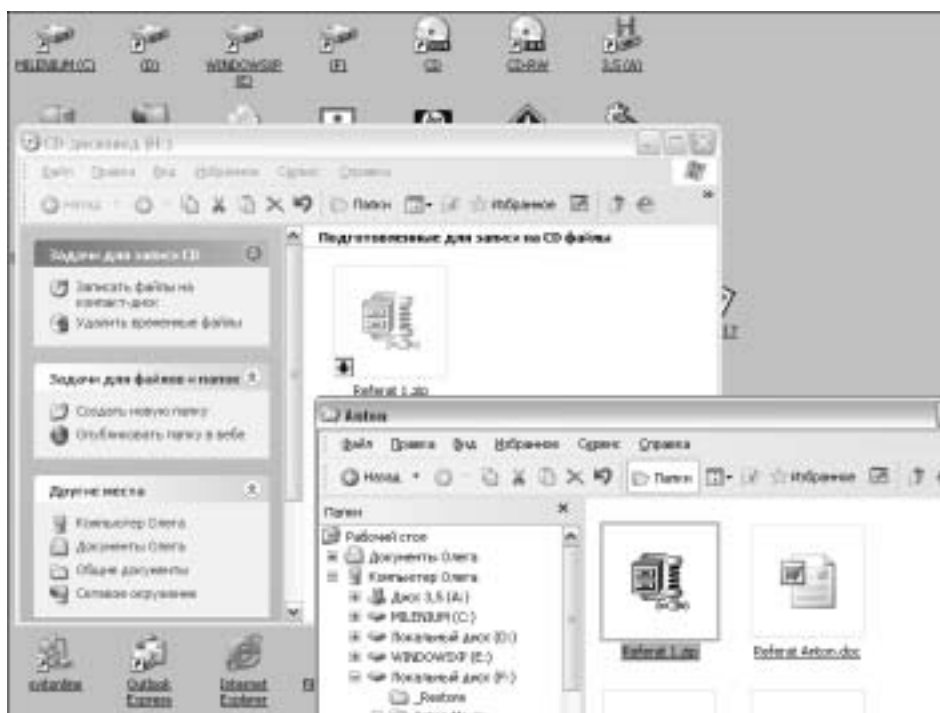 MILENIUM (C)
(D)
WINDOWSXP (E)
(F)
CD
CD-RW
3,5 (A)
CD-дисковод (H:)
Файл Правка Вид Избранное Сервис Справка
Назад Папки Избранное
Задачи для записи CD
Записать файлы на
компакт-диск
Удалить временные файлы
Задачи для файлов и папок
Создать новую папку
Опубликовать папку в вебе
Другие места
Компьютер Олега
Документы Олега
Общие документы
Сетевое окружение
Подготовленные для записи на CD файлы
Referat 1.zip
Anton
Файл Правка Вид Избранное Сервис Справка
Назад Папки Избранное
Папки
Рабочий стол
Документы Олега
Компьютер Олега
Диск 3,5 (A:)
MILENIUM (C:)
Локальный диск (D:)
WINDOWSXP (E:)
Локальный диск (F:)
_Restore
Referat 1.zip
Referat Anton.doc
Outlook
Express
Internet
Explorer